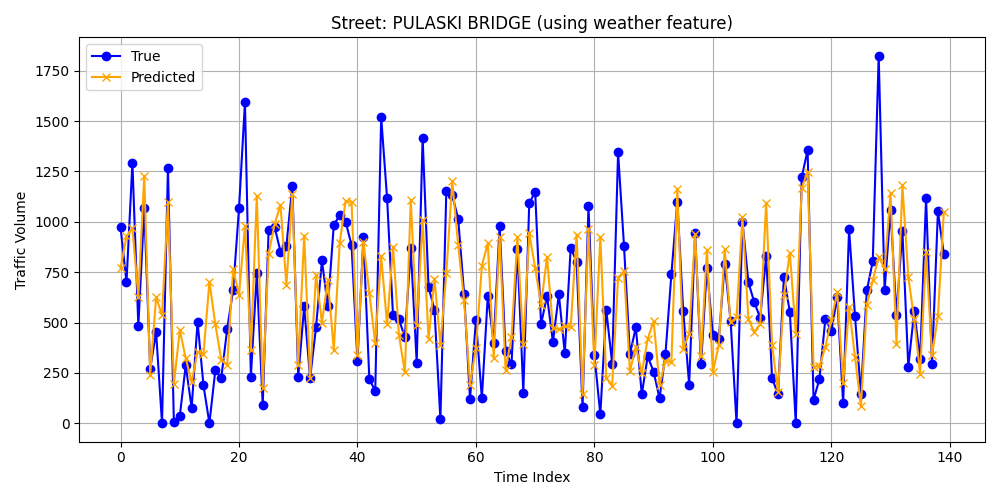 Street: PULASKI BRIDGE (using weather feature)
True
Predicted
Traffic Volume
1750
1500
1250
1000
750
500
250
0
0 20 40 60 80 100 120 140
Time Index